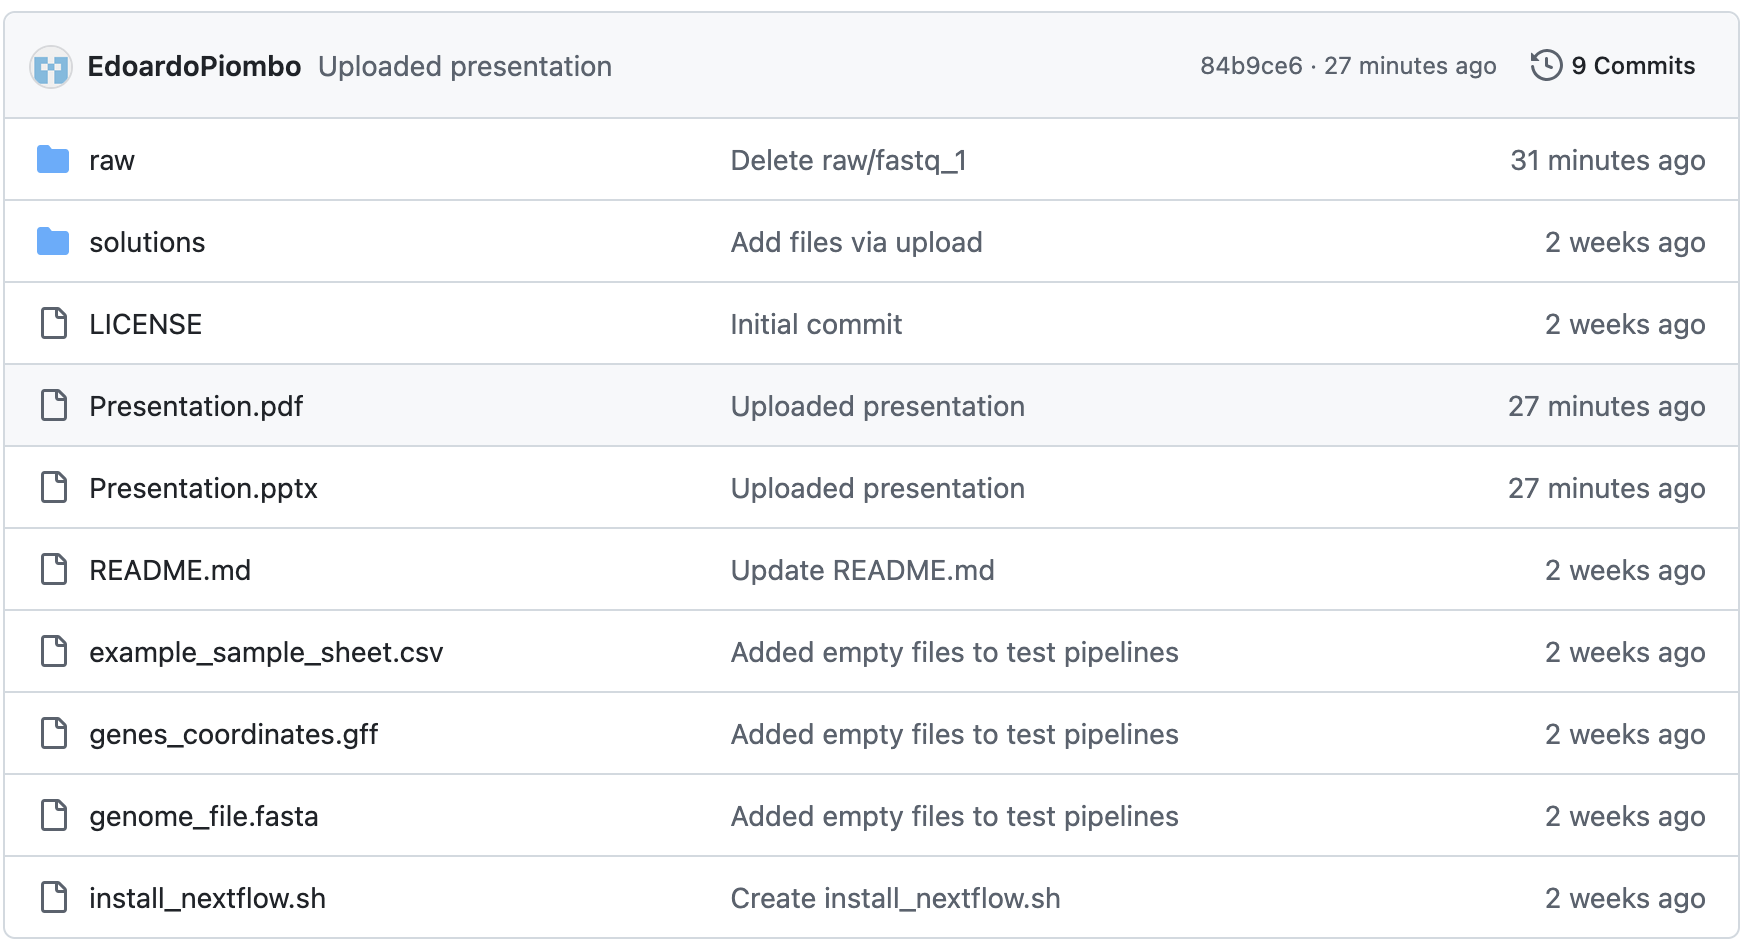 EdoardoPiombo Uploaded presentation 84b9ce6 · 27 minutes ago 9 Commits
raw Delete raw/fastq_1 31 minutes ago
solutions Add files via upload 2 weeks ago
LICENSE Initial commit 2 weeks ago
Presentation.pdf Uploaded presentation 27 minutes ago
Presentation.pptx Uploaded presentation 27 minutes ago
README.md Update README.md 2 weeks ago
example_sample_sheet.csv Added empty files to test pipelines 2 weeks ago
genes_coordinates.gff Added empty files to test pipelines 2 weeks ago
genome_file.fasta Added empty files to test pipelines 2 weeks ago
install_nextflow.sh Create install_nextflow.sh 2 weeks ago